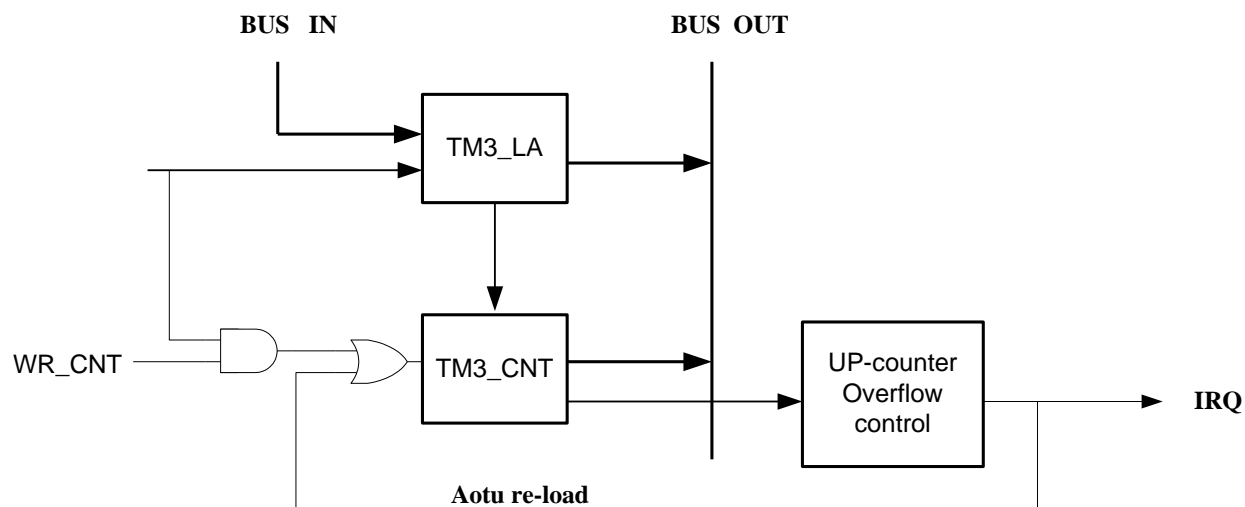 BUS IN
BUS OUT
TM3_LA
WR_CNT
TM3_CNT
UP-counter
Overflow
control
IRQ
Aotu re-load